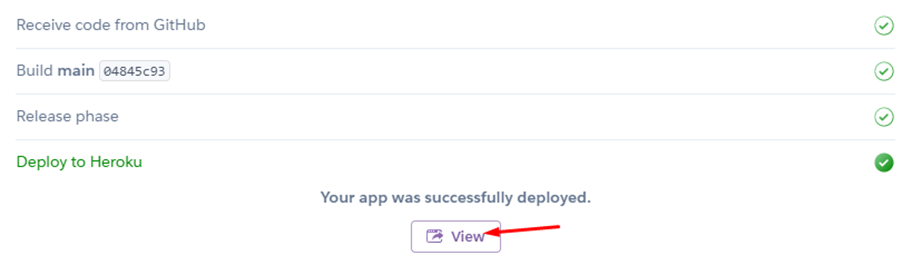 Receive code from GitHub
Build main 04845c93
Release phase
Deploy to Heroku
Your app was successfully deployed.
View